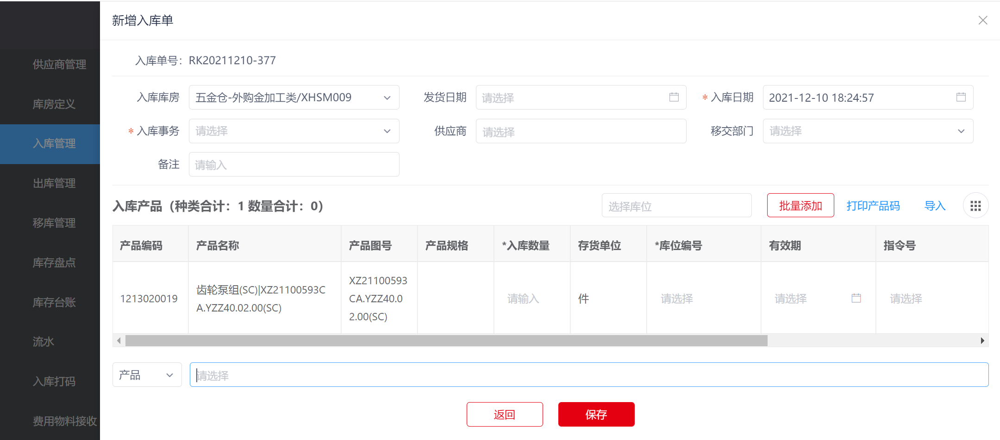 新增入库单
入库单号: RK20211210-377
入库库房 五金仓-外购金加工类/XHSM009 发货日期 请选择 * 入库日期 2021-12-10 18:24:57
* 入库事务 请选择 供应商 请选择 移交部门 请选择
备注 请输入
入库产品（种类合计：1 数量合计：0） 选择库位 批量添加 打印产品码 导入
产品编码 产品名称 产品图号 产品规格 *入库数量 存货单位 *库位编号 有效期 指令号
1213020019 齿轮泵组(SC)|XZ21100593C
A.YZZ40.02.00(SC) XZ21100593
CA.YZZ40.0
2.00(SC) 请输入 件 请选择 请选择 请选择
产品 请选择
返回 保存
供应商管理
库房定义
入库管理
出库管理
移库管理
库存盘点
库存台账
流水
入库打码
费用物料接收